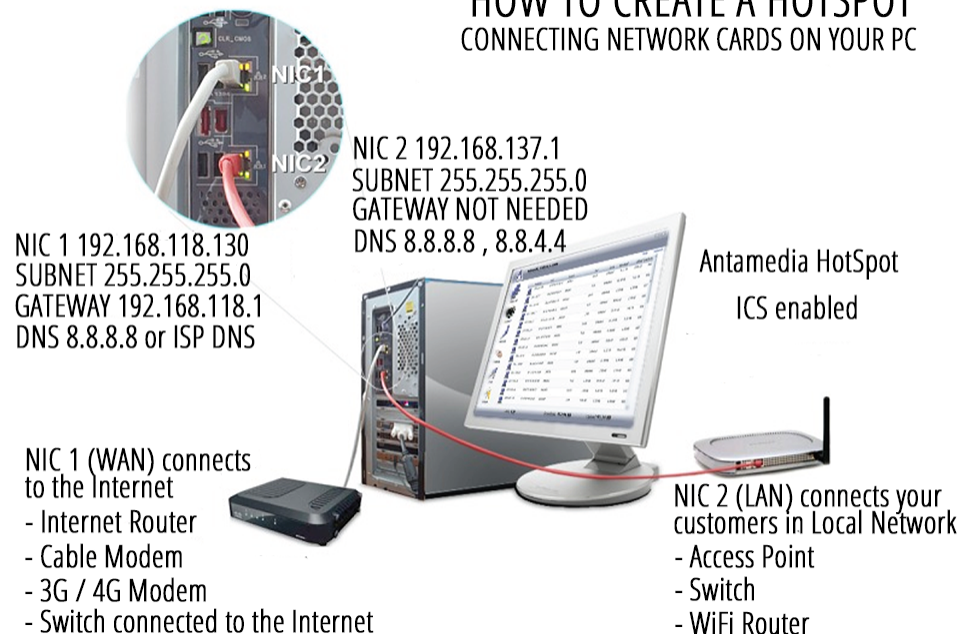 HOW TO CREATE A HOTSPOT
CONNECTING NETWORK CARDS ON YOUR PC
CLR_CMOS
NIC1
NIC2
NIC 2 192.168.137.1
SUBNET 255.255.255.0
GATEWAY NOT NEEDED
DNS 8.8.8.8 , 8.8.4.4
NIC 1 192.168.118.130
SUBNET 255.255.255.0
GATEWAY 192.168.118.1
DNS 8.8.8.8 or ISP DNS
Antamedia HotSpot
ICS enabled
NIC 1 (WAN) connects
to the Internet
- Internet Router
- Cable Modem
- 3G / 4G Modem
- Switch connected to the Internet
NIC 2 (LAN) connects your
customers in Local Network
- Access Point
- Switch
- WiFi Router